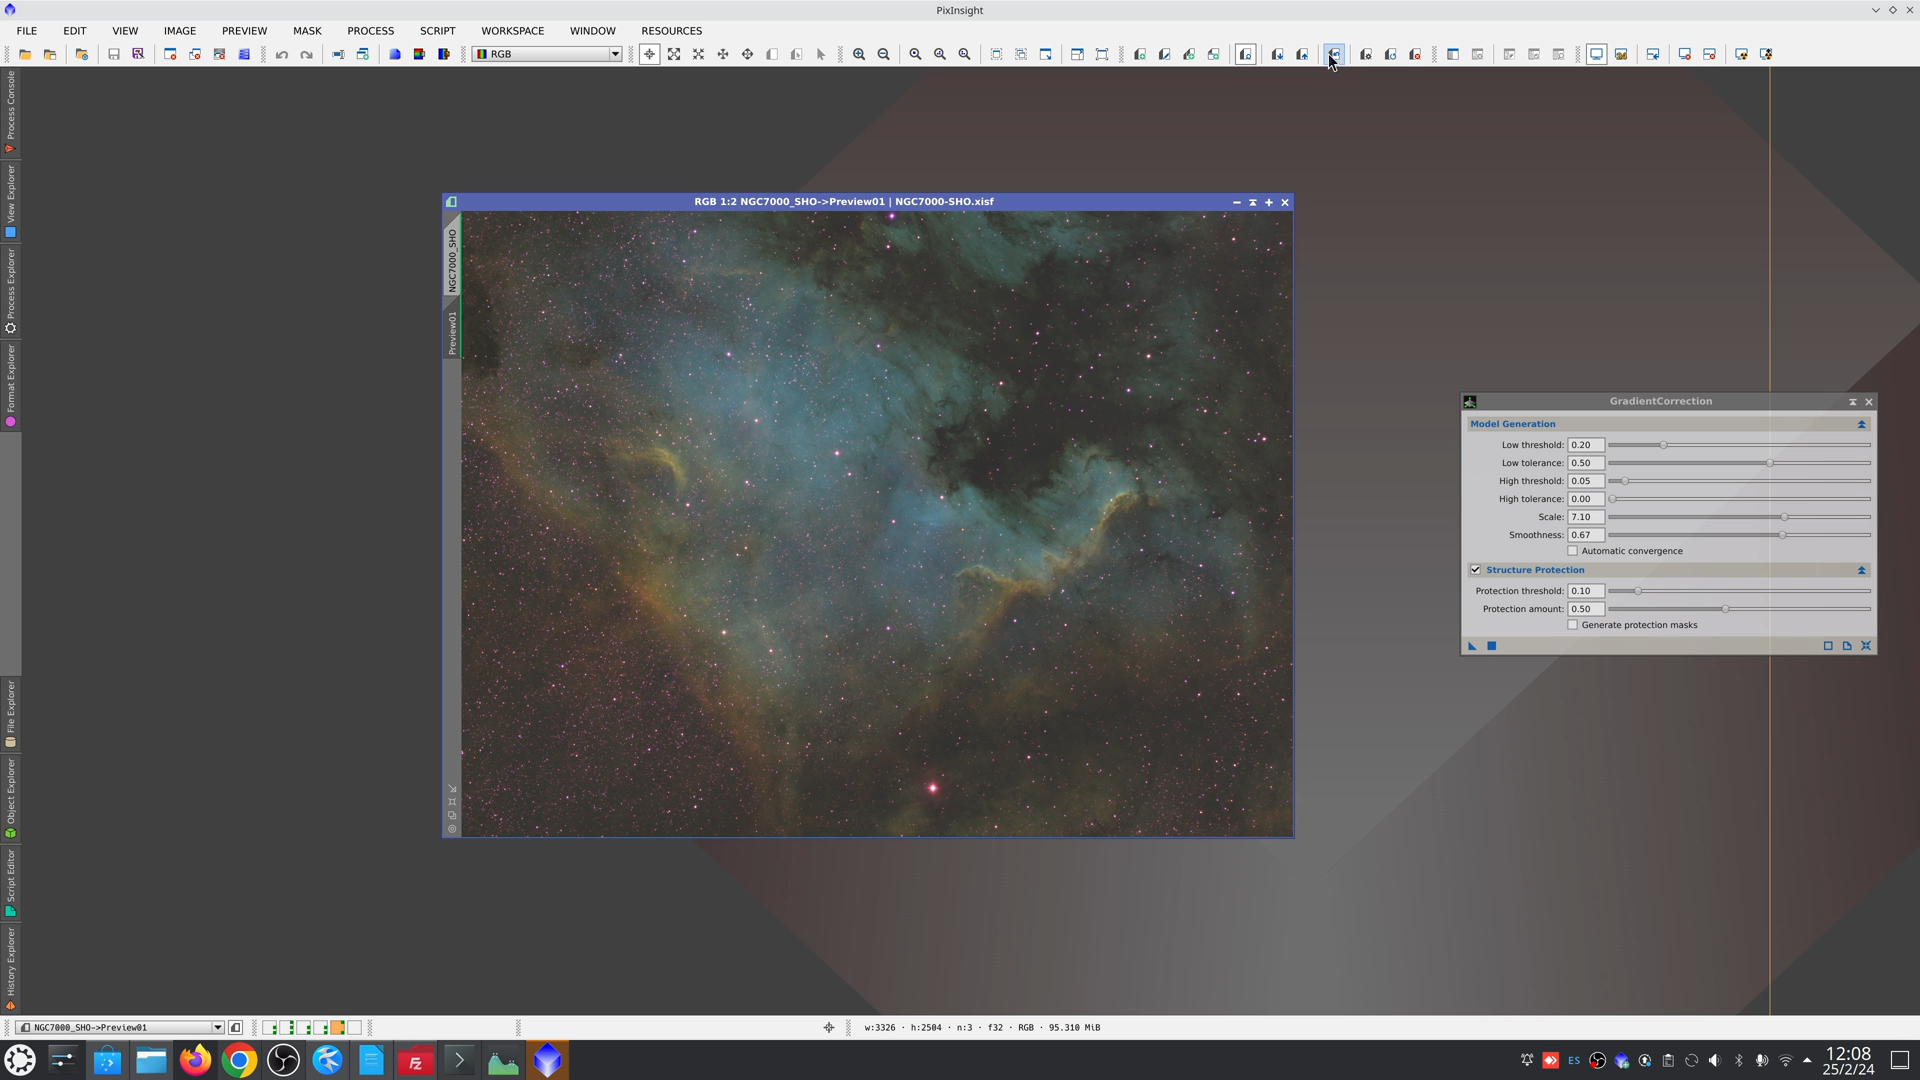 PixInsight
FILE EDIT VIEW IMAGE PREVIEW MASK PROCESS SCRIPT WORKSPACE WINDOW RESOURCES
RGB
Process Console
View Explorer
Process Explorer
Format Explorer
File Explorer
Object Explorer
Script Editor
History Explorer
RGB 1:2 NGC7000_SHO->Preview01 | NGC7000-SHO.xisf
NGC7000_SHO
Preview01
GradientCorrection
Model Generation
Low threshold: 0.20
Low tolerance: 0.50
High threshold: 0.05
High tolerance: 0.00
Scale: 7.10
Smoothness: 0.67
Automatic convergence
Structure Protection
Protection threshold: 0.10
Protection amount: 0.50
Generate protection masks
NGC7000_SHO->Preview01
w:3326 · h:2504 · n:3 · f32 · RGB · 95.310 MiB
Fz
ES
12:08
25/2/24